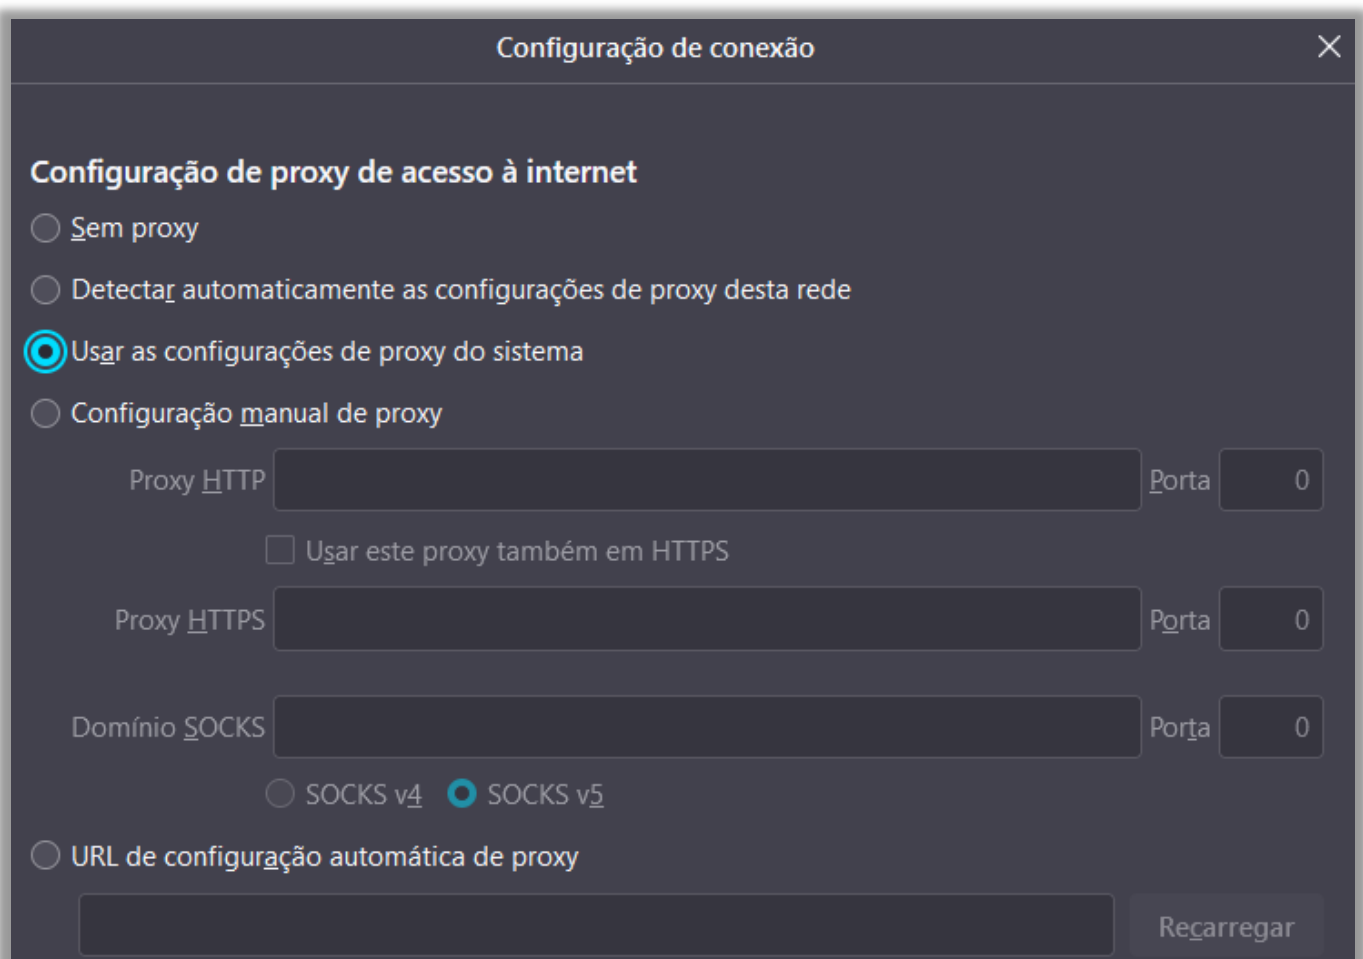 Configuração de conexão
Configuração de proxy de acesso à internet
Sem proxy
Detectar automaticamente as configurações de proxy desta rede
Usar as configurações de proxy do sistema
Configuração manual de proxy
Proxy HTTP Porta 0
Usar este proxy também em HTTPS
Proxy HTTPS Porta 0
Domínio SOCKS Porta 0
SOCKS v4 SOCKS v5
URL de configuração automática de proxy
Recarregar